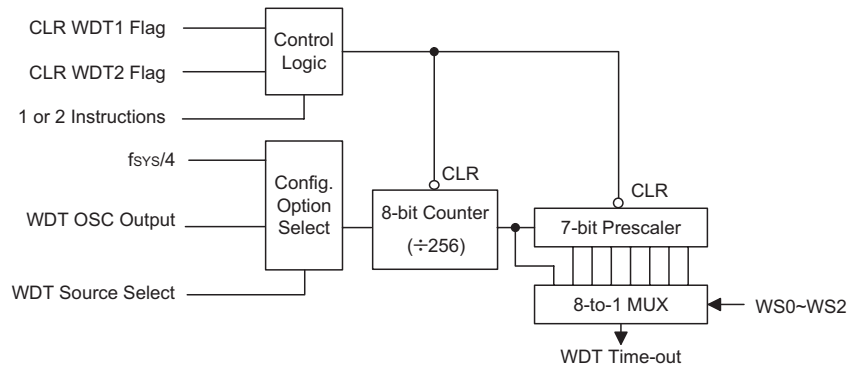 CLR WDT1 Flag
CLR WDT2 Flag
1 or 2 Instructions
Control
Logic
fSYS/4
WDT OSC Output
WDT Source Select
Config.
Option
Select
CLR
8-bit Counter
(÷256)
CLR
7-bit Prescaler
8-to-1 MUX
WS0~WS2
WDT Time-out